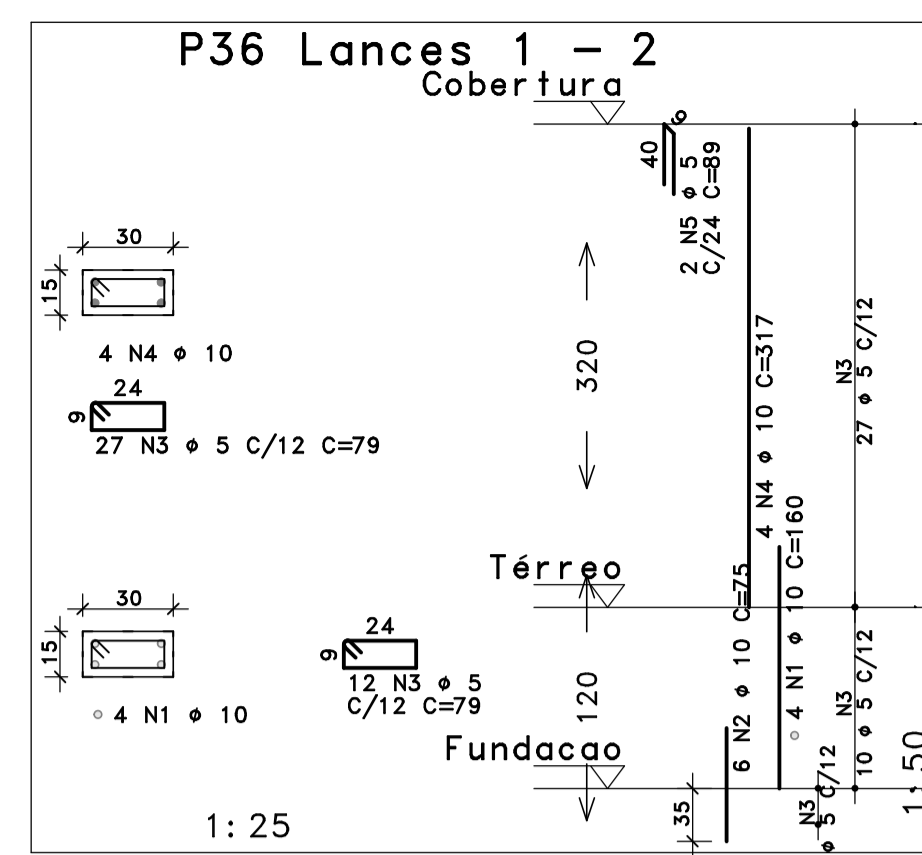 P36 Lances 1 - 2
Cobertura
9
40
2 N5 ø 5
C/24 C=89
30
15
4 N4 ø 10
24
9
27 N3 ø 5 C/12 C=79
320
4 N4 ø 10 C=317
N3
27 ø 5 C/12
Térreo
30
15
4 N1 ø 10
24
9
12 N3 ø 5
C/12 C=79
120
6 N2 ø 10 C=75
4 N1 ø 10 C=160
N3
10 ø 5 C/12
Fundacao
35
N3
ø 5 C/12
1:25
1:50